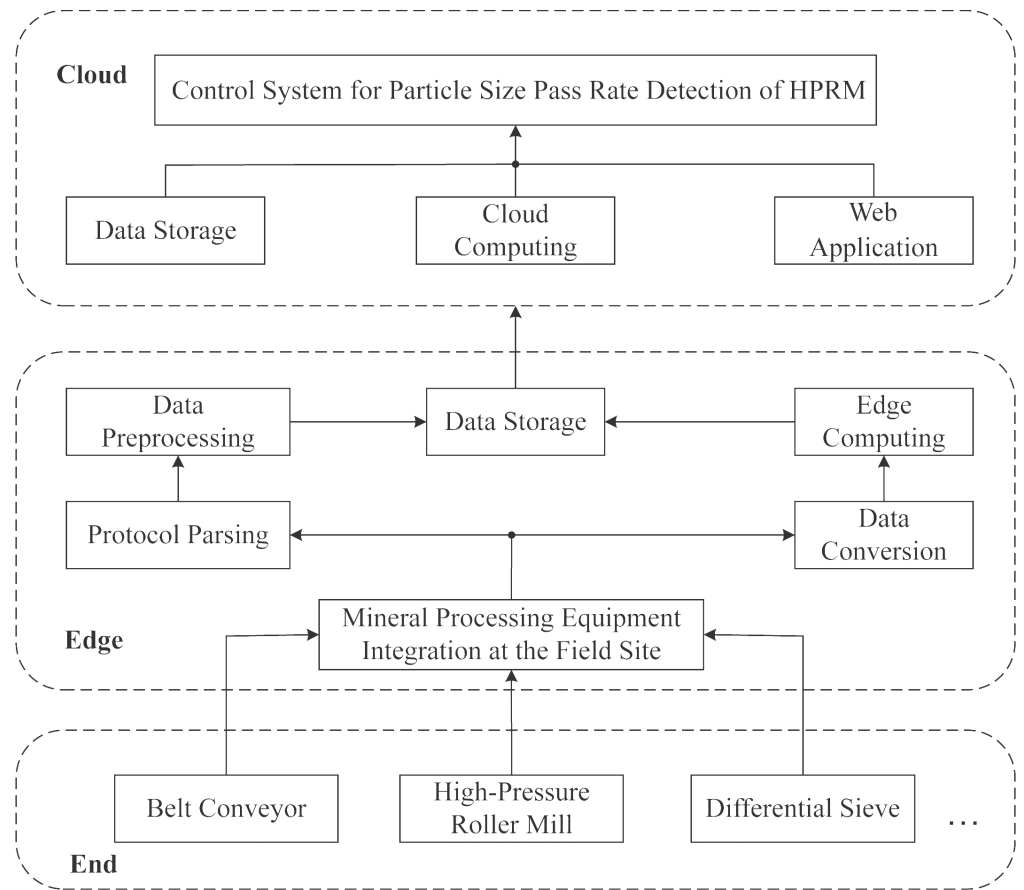 Cloud
Control System for Particle Size Pass Rate Detection of HPRM
Data Storage
Cloud
Computing
Web
Application
Data
Preprocessing
Data Storage
Edge
Computing
Protocol Parsing
Data
Conversion
Mineral Processing Equipment
Integration at the Field Site
Edge
Belt Conveyor
High-Pressure
Roller Mill
Differential Sieve
...
End